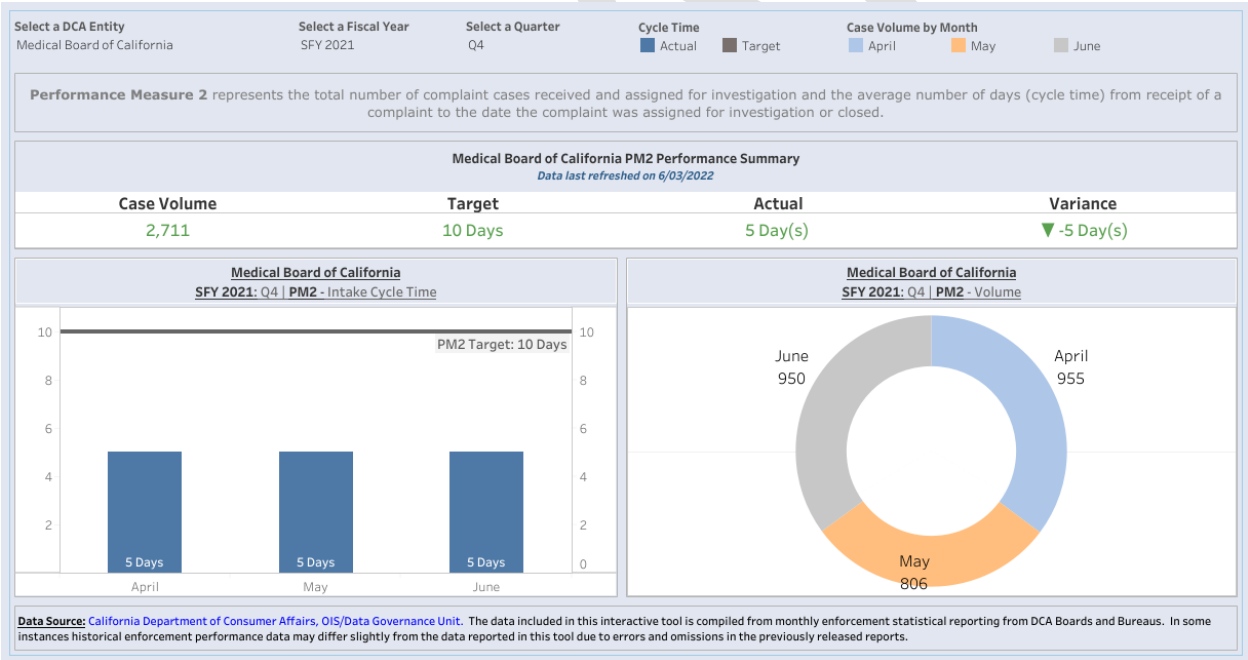 Select a DCA Entity
Medical Board of California
Select a Fiscal Year
SFY 2021
Select a Quarter
Q4
Cycle Time
Actual
Target
Case Volume by Month
April
May
June
Performance Measure 2 represents the total number of complaint cases received and assigned for investigation and the average number of days (cycle time) from receipt of a
complaint to the date the complaint was assigned for investigation or closed.
Medical Board of California PM2 Performance Summary
Data last refreshed on 6/03/2022
Case Volume
Target
Actual
Variance
2,711
10 Days
5 Day(s)
▼ -5 Day(s)
Medical Board of California
SFY 2021: Q4 | PM2 - Intake Cycle Time
10
8
6
4
2
PM2 Target: 10 Days
10
8
6
4
2
0
5 Days
5 Days
5 Days
April
May
June
Medical Board of California
SFY 2021: Q4 | PM2 - Volume
June
950
April
955
May
806
Data Source: California Department of Consumer Affairs, OIS/Data Governance Unit. The data included in this interactive tool is compiled from monthly enforcement statistical reporting from DCA Boards and Bureaus. In some
instances historical enforcement performance data may differ slightly from the data reported in this tool due to errors and omissions in the previously released reports.